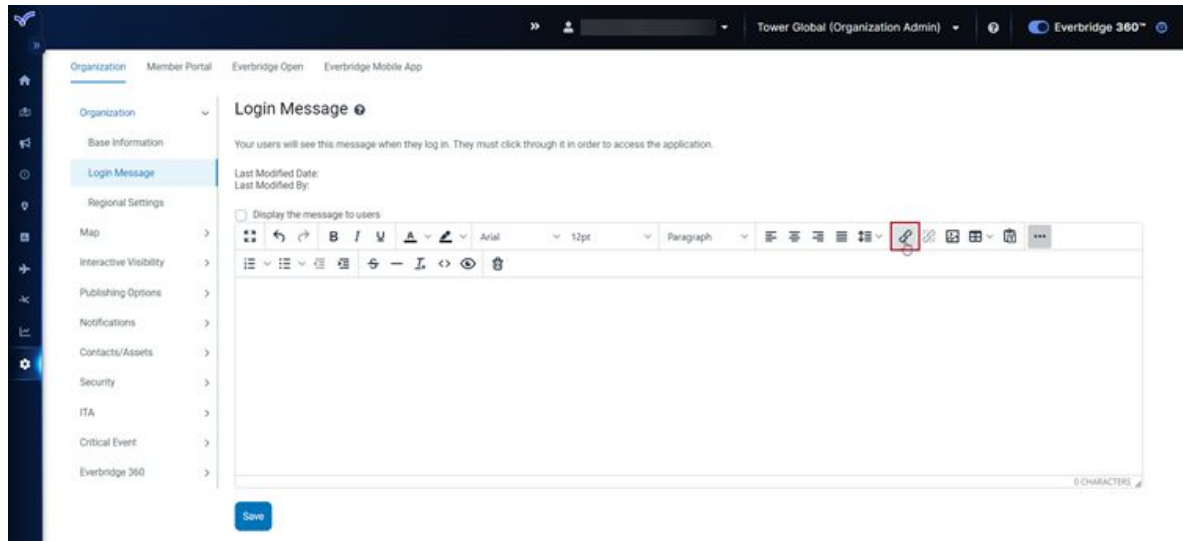 Tower Global (Organization Admin)
Everbridge 360™
Organization Member Portal Everbridge Open Everbridge Mobile App
Organization
Base Information
Login Message
Regional Settings
Map
Interactive Visibility
Publishing Options
Notifications
Contacts/Assets
Security
ITA
Critical Event
Everbridge 360
Login Message
Your users will see this message when they log in. They must click through it in order to access the application.
Last Modified Date:
Last Modified By:
Display the message to users
B I U A Arial 12pt Paragraph
0 CHARACTERS
Save